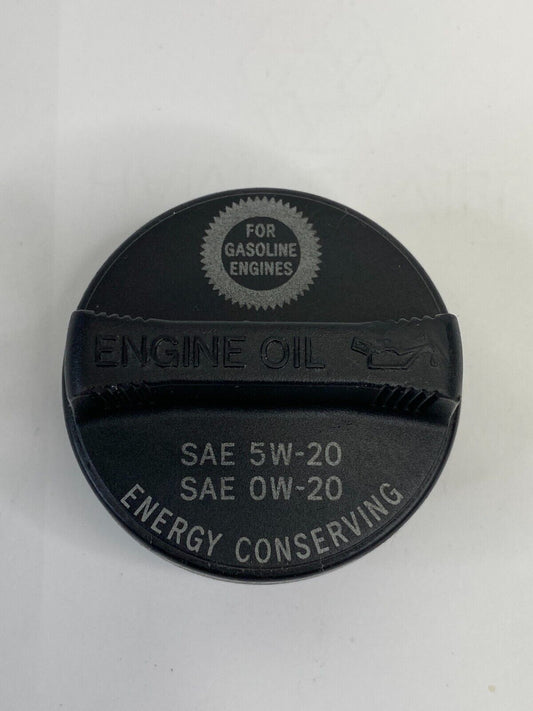 FOR
GASOLINE
ENGINES
ENGINE OIL
SAE 5W-20
SAE 0W-20
ENERGY CONSERVING